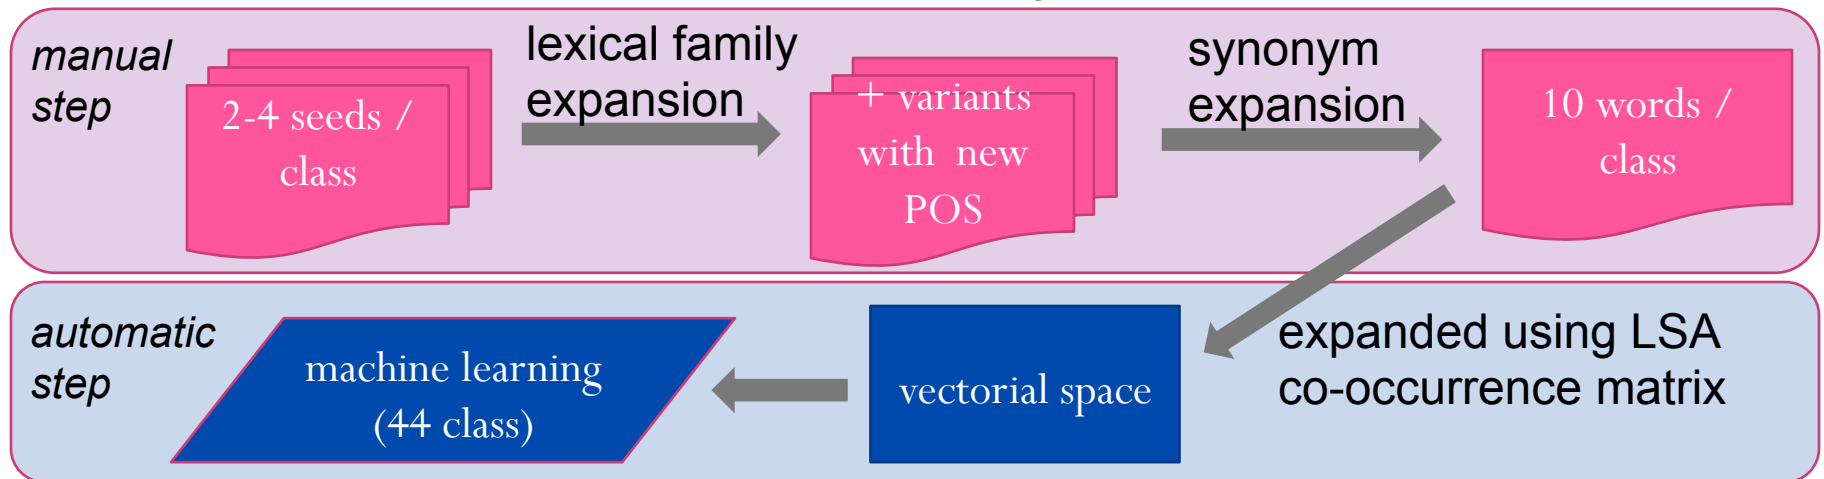 manual
step
2-4 seeds /
class
lexical family
expansion
+ variants
with new
POS
synonym
expansion
10 words /
class
automatic
step
machine learning
(44 class)
vectorial space
expanded using LSA
co-occurrence matrix